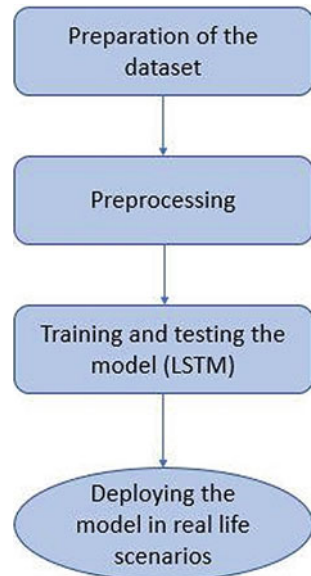 Preparation of the
dataset
Preprocessing
Training and testing the
model (LSTM)
Deploying the
model in real life
scenarios